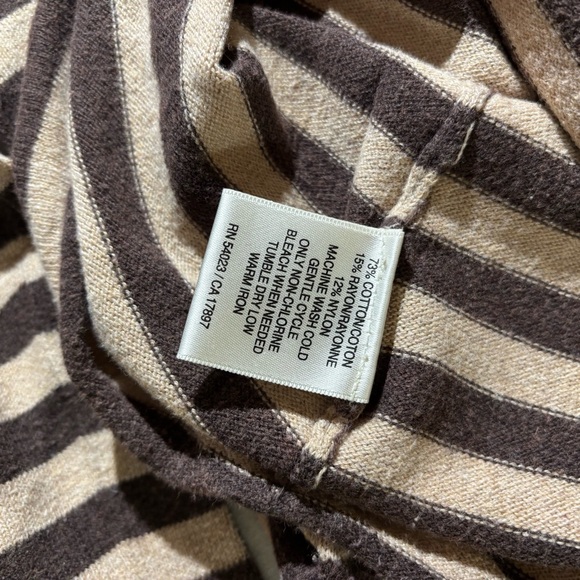 73% COTTON/COTON
15% RAYON/RAYONNE
12% NYLON
MACHINE WASH COLD
GENTLE CYCLE
ONLY NON-CHLORINE
BLEACH WHEN NEEDED
TUMBLE DRY LOW
WARM IRON
RN 54023 / CA 17897